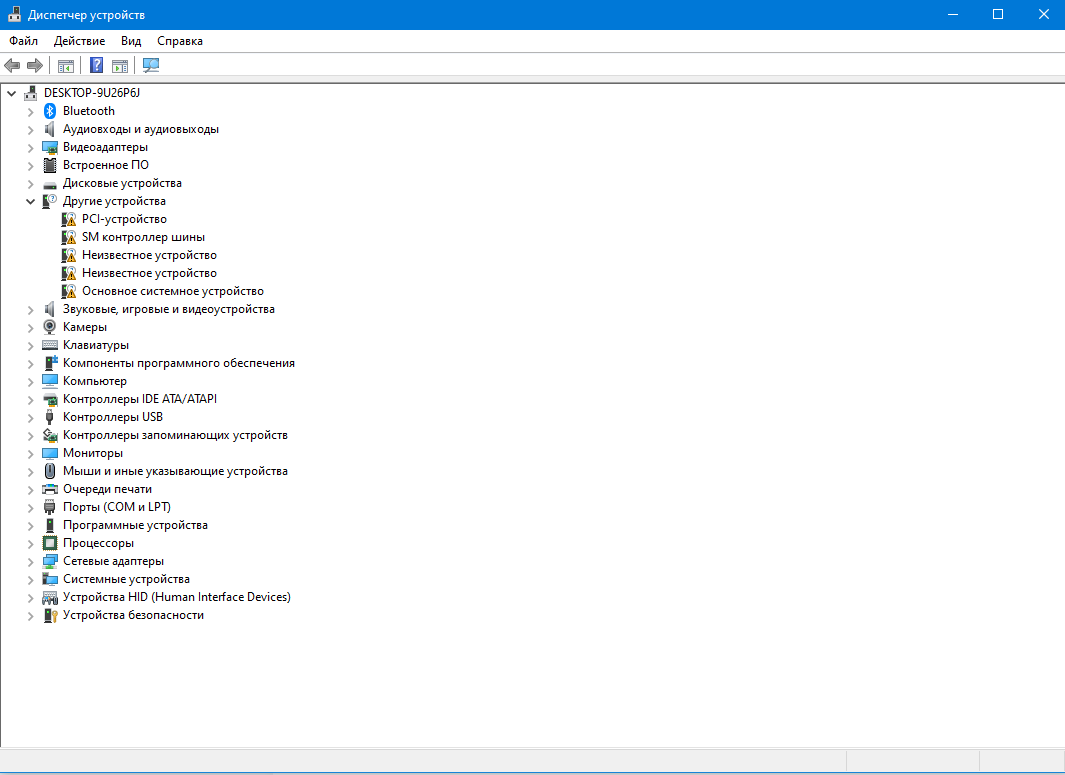 Диспетчер устройств
Файл Действие Вид Справка
DESKTOP-9U26P6J
Bluetooth
Аудиовходы и аудиовыходы
Видеоадаптеры
Встроенное ПО
Дисковые устройства
Другие устройства
PCI-устройство
SM контроллер шины
Неизвестное устройство
Неизвестное устройство
Основное системное устройство
Звуковые, игровые и видеоустройства
Камеры
Клавиатуры
Компоненты программного обеспечения
Компьютер
Контроллеры IDE ATA/ATAPI
Контроллеры USB
Контроллеры запоминающих устройств
Мониторы
Мыши и иные указывающие устройства
Очереди печати
Порты (COM и LPT)
Программные устройства
Процессоры
Сетевые адаптеры
Системные устройства
Устройства HID (Human Interface Devices)
Устройства безопасности